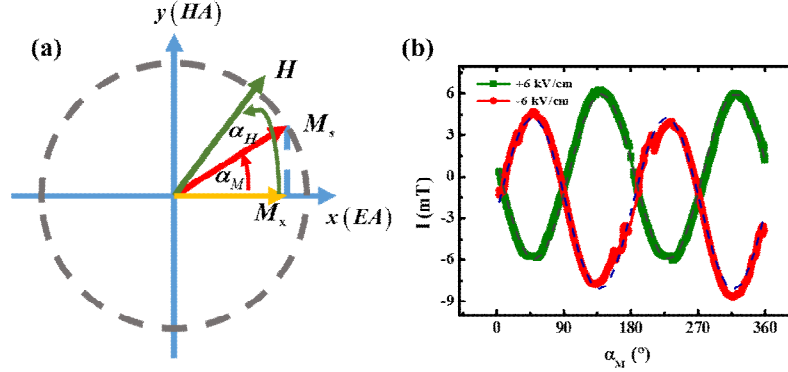 (a)
y (HA)
H
M_s
α_H
α_M
M_x
x (EA)
(b)
+6 kV/cm
-6 kV/cm
I (mT)
6
3
0
-3
-6
-9
0 90 180 270 360
α_M (°)